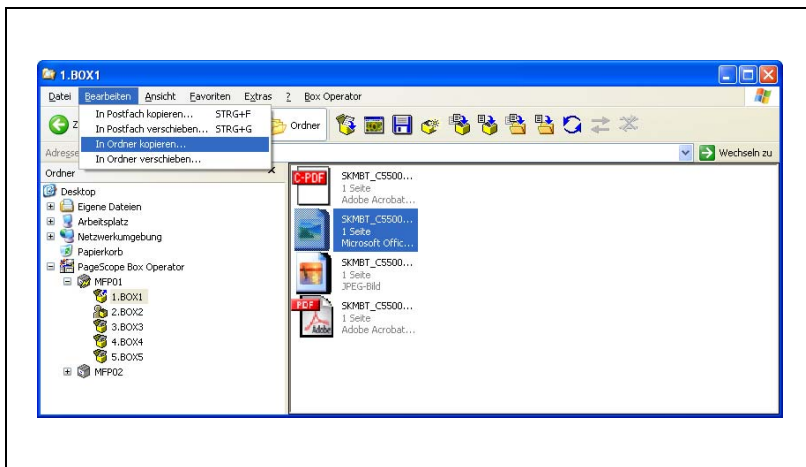 1.BOX1
Datei Bearbeiten Ansicht Favoriten Extras ? Box Operator
In Postfach kopieren... STRG+F
In Postfach verschieben... STRG+G
In Ordner kopieren...
In Ordner verschieben...
Z
Ordner
Adresse
Wechseln zu
Ordner x
Desktop
Eigene Dateien
Arbeitsplatz
Netzwerkumgebung
Papierkorb
PageScope Box Operator
MFP01
1.BOX1
2.BOX2
3.BOX3
4.BOX4
5.BOX5
MFP02
C-PDF
SKMBT_C5500...
1 Seite
Adobe Acrobat...
SKMBT_C5500...
1 Seite
Microsoft Offic...
SKMBT_C5500...
1 Seite
JPEG-Bild
PDF
Adobe
SKMBT_C5500...
1 Seite
Adobe Acrobat...